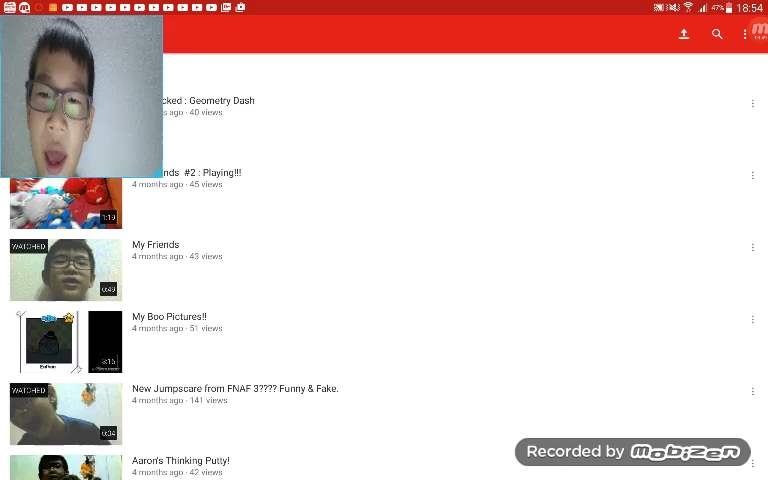 47% 18:54
cked : Geometry Dash
s ago · 40 views
nds #2 : Playing!!!
4 months ago · 45 views
1:19
WATCHED
My Friends
4 months ago · 43 views
0:49
My Boo Pictures!!
4 months ago · 51 views
3:15
WATCHED
New Jumpscare from FNAF 3???? Funny & Fake.
4 months ago · 141 views
0:34
Recorded by mobizen
Aaron's Thinking Putty!
4 months ago · 42 views